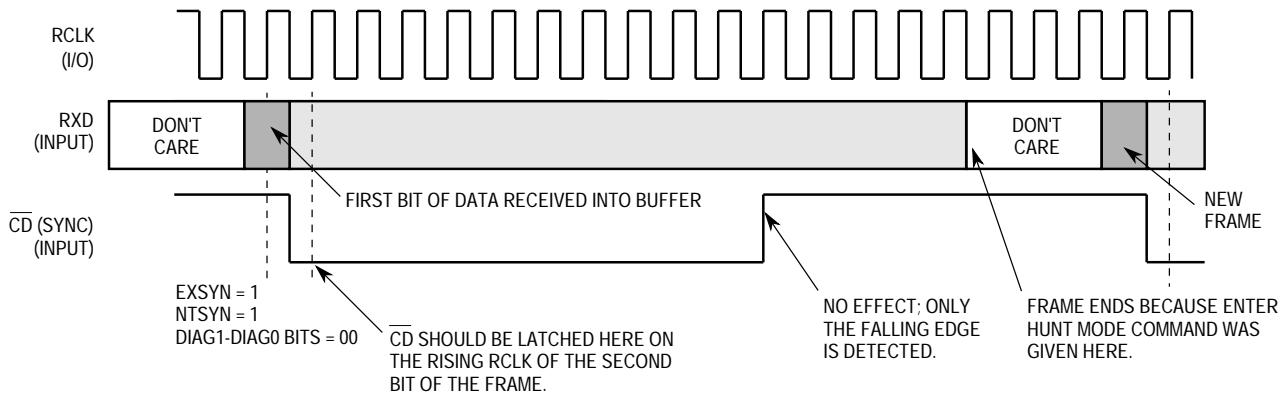 RCLK
(I/O)
RXD
(INPUT)
DON'T
CARE
DON'T
CARE
FIRST BIT OF DATA RECEIVED INTO BUFFER
NEW
FRAME
CD (SYNC)
(INPUT)
EXSYN = 1
NTSYN = 1
DIAG1-DIAG0 BITS = 00
CD SHOULD BE LATCHED HERE ON
THE RISING RCLK OF THE SECOND
BIT OF THE FRAME.
NO EFFECT; ONLY
THE FALLING EDGE
IS DETECTED.
FRAME ENDS BECAUSE ENTER
HUNT MODE COMMAND WAS
GIVEN HERE.